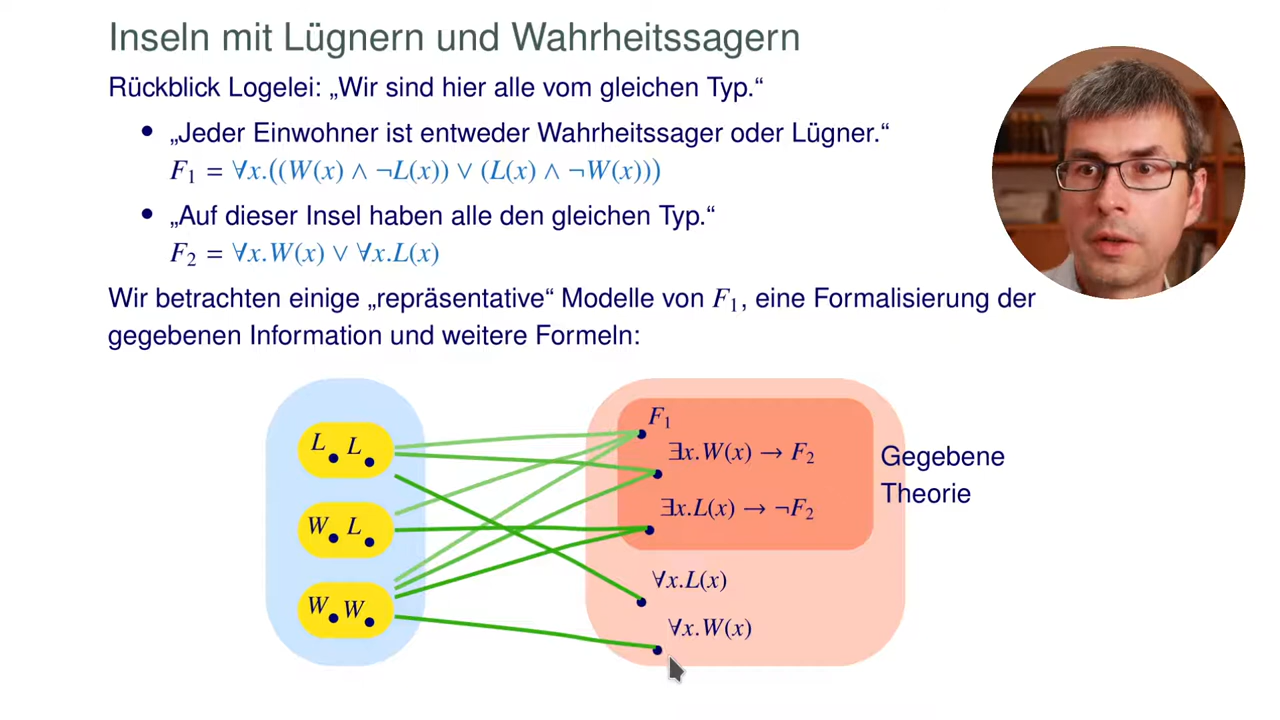 Inseln mit Lügnern und Wahrheitssagern
Rückblick Logelei: „Wir sind hier alle vom gleichen Typ.“
• „Jeder Einwohner ist entweder Wahrheitssager oder Lügner.“
F₁ = ∀x.((W(x) ∧ ¬L(x)) ∨ (L(x) ∧ ¬W(x)))
• „Auf dieser Insel haben alle den gleichen Typ.“
F₂ = ∀x.W(x) ∨ ∀x.L(x)
Wir betrachten einige „repräsentative“ Modelle von F₁, eine Formalisierung der
gegebenen Information und weitere Formeln:
L L
W L
W W
F₁
∃x.W(x) → F₂
∃x.L(x) → ¬F₂
∀x.L(x)
∀x.W(x)
Gegebene
Theorie